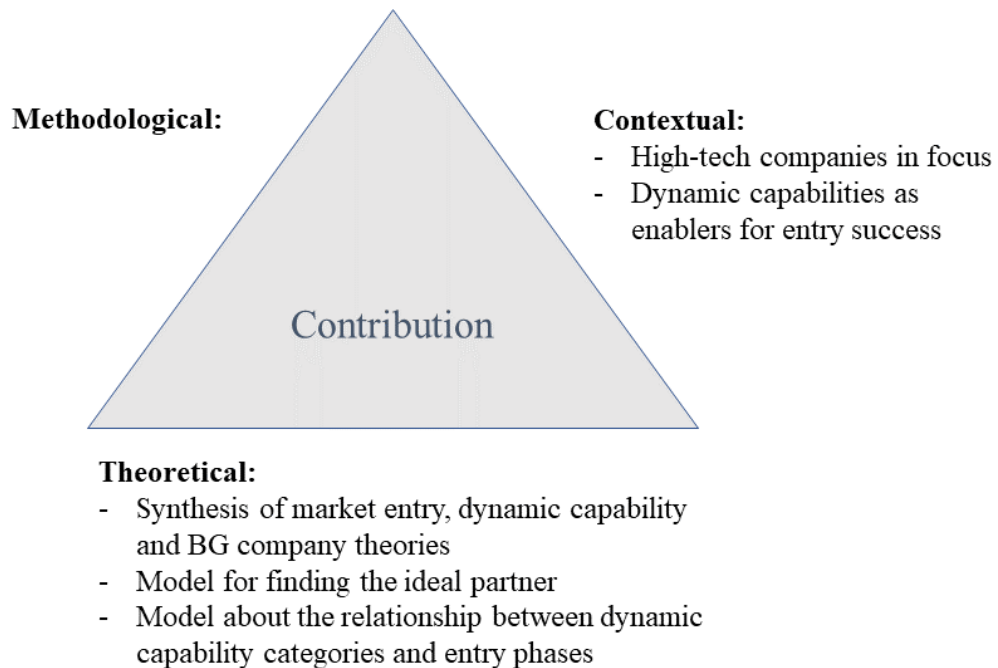 Methodological:
Contextual:
- High-tech companies in focus
- Dynamic capabilities as
enablers for entry success
Contribution
Theoretical:
- Synthesis of market entry, dynamic capability
and BG company theories
- Model for finding the ideal partner
- Model about the relationship between dynamic
capability categories and entry phases